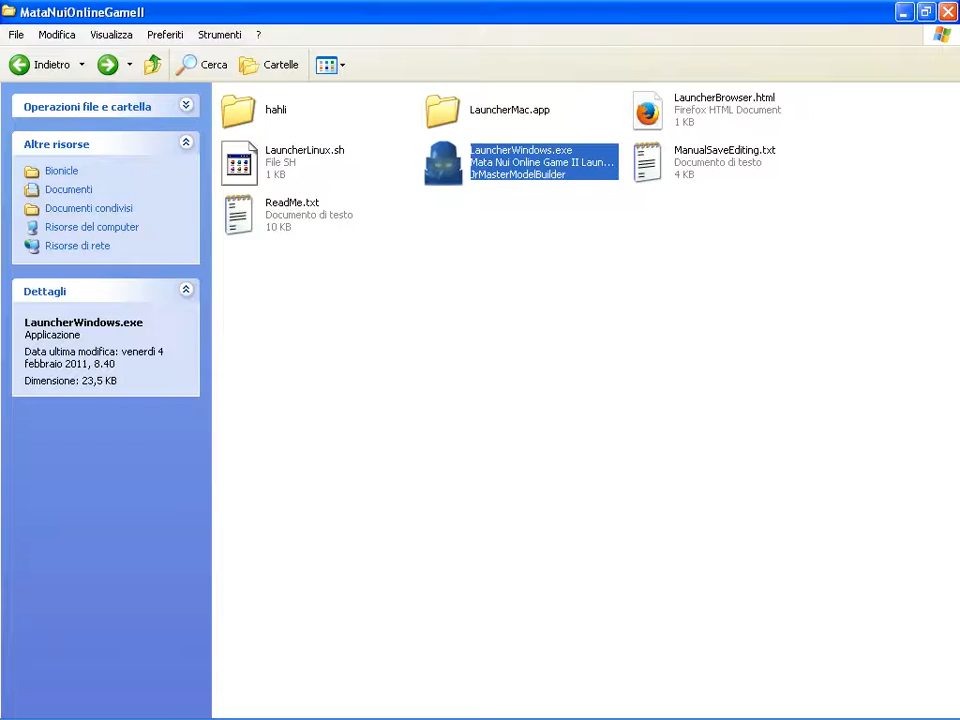 MataNuiOnlineGameII
File Modifica Visualizza Preferiti Strumenti ?
Indietro Cerca Cartelle
Operazioni file e cartella
Altre risorse
Bionicle
Documenti
Documenti condivisi
Risorse del computer
Risorse di rete
Dettagli
LauncherWindows.exe
Applicazione
Data ultima modifica: venerdì 4
febbraio 2011, 8.40
Dimensione: 23,5 KB
hahli
LauncherMac.app
LauncherBrowser.html
Firefox HTML Document
1 KB
LauncherLinux.sh
File SH
1 KB
LauncherWindows.exe
Mata Nui Online Game II Laun...
JrMasterModelBuilder
ManualSaveEditing.txt
Documento di testo
4 KB
ReadMe.txt
Documento di testo
10 KB